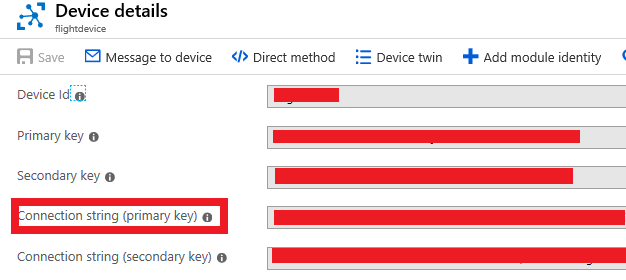 Device details
flightdevice
Save Message to device Direct method Device twin Add module identity
Device Id
Primary key
Secondary key
Connection string (primary key)
Connection string (secondary key)